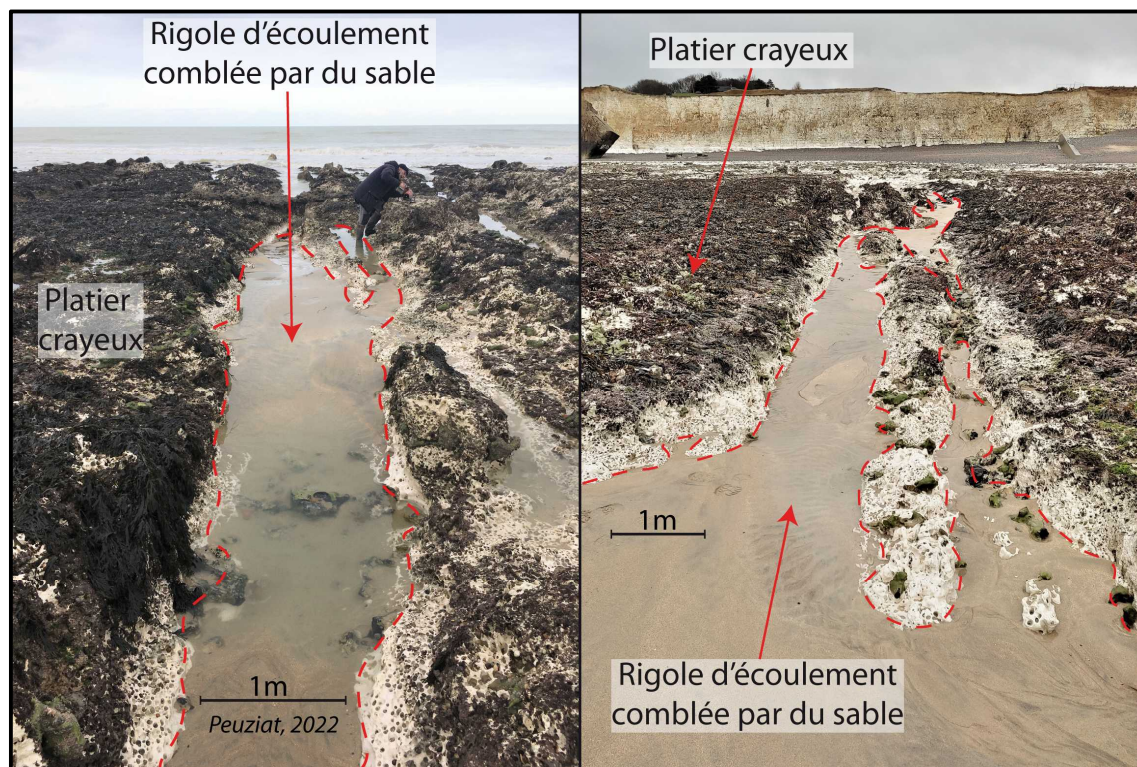 Rigole d'écoulement
comblée par du sable
Platier
crayeux
1m
Peuziat, 2022
Platier crayeux
1m
Rigole d'écoulement
comblée par du sable